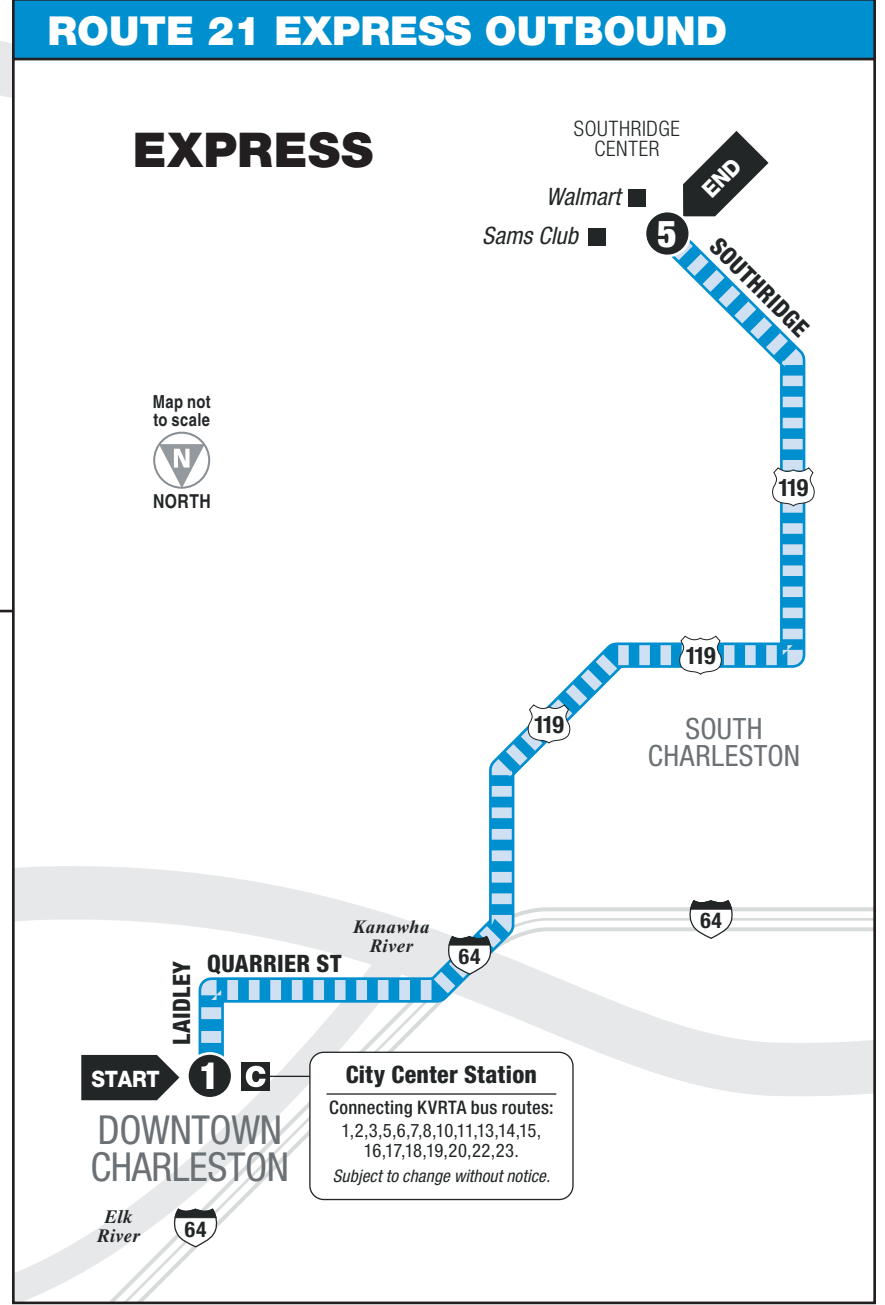 ROUTE 21 EXPRESS OUTBOUND
EXPRESS
SOUTHRIDGE
CENTER
END
Walmart
Sams Club
5
SOUTHRIDGE
Map not
to scale
N
NORTH
119
119
119
SOUTH
CHARLESTON
64
Kanawha
River
64
LAIDLEY
QUARRIER ST
START
1
C
City Center Station
Connecting KVRTA bus routes:
1,2,3,5,6,7,8,10,11,13,14,15,
16,17,18,19,20,22,23.
Subject to change without notice.
DOWNTOWN
CHARLESTON
Elk
River
64